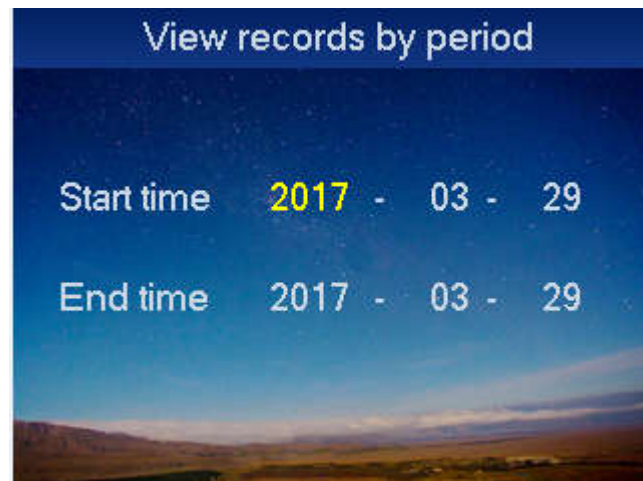 View records by period
Start time 2017 - 03 - 29
End time 2017 - 03 - 29